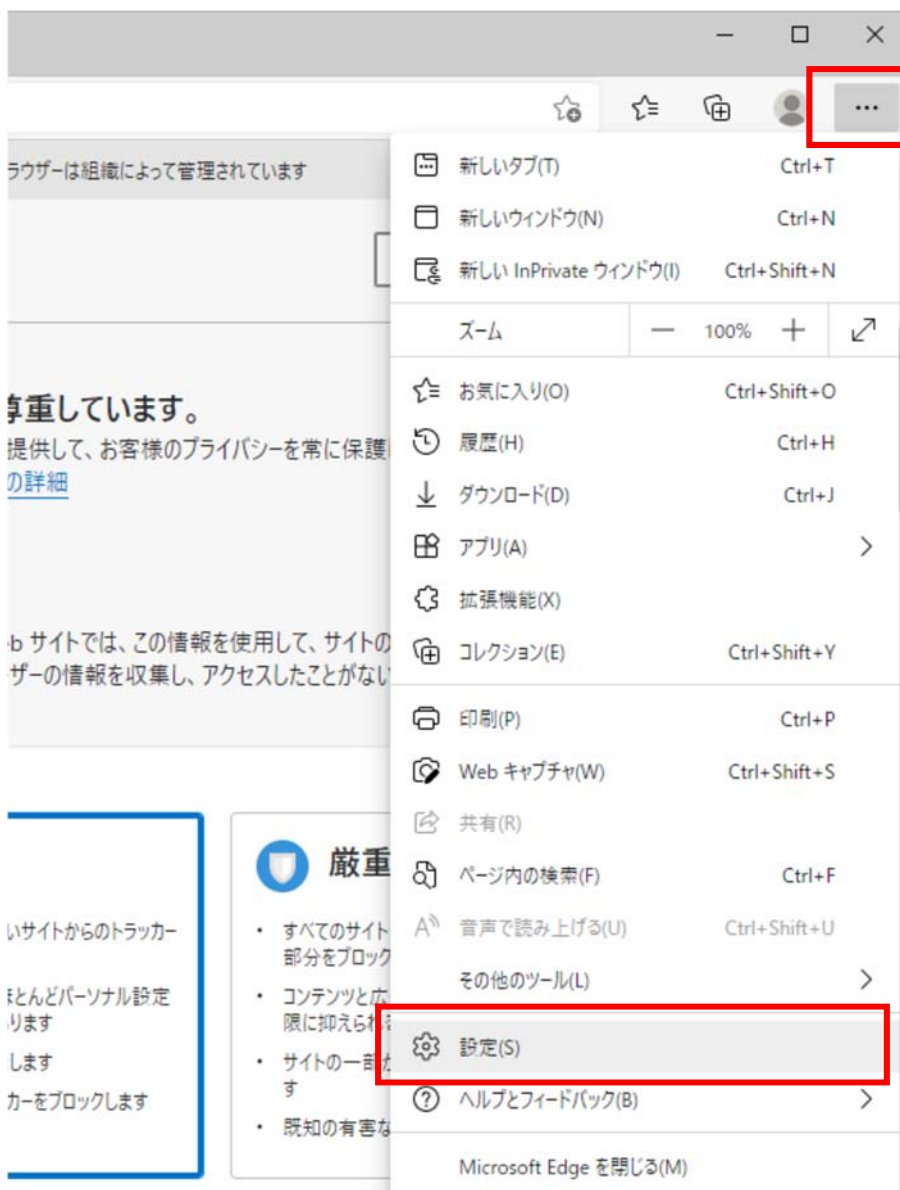 ラウザーは組織によって管理されています
尊重しています。
提供して、お客様のプライバシーを常に保護
の詳細
eb サイトでは、この情報を使用して、サイトの
ザーの情報を収集し、アクセスしたことがない
いサイトからのトラッカー
ほとんどパーソナル設定
ります
します
カーをブロックします
厳重
・ すべてのサイト
部分をブロック
・ コンテンツと広
限に抑えられ
・ サイトの一部が
す
・ 既知の有害な
新しいタブ(T) Ctrl+T
新しいウィンドウ(N) Ctrl+N
新しい InPrivate ウィンドウ(I) Ctrl+Shift+N
ズーム — 100% +
お気に入り(O) Ctrl+Shift+O
履歴(H) Ctrl+H
ダウンロード(D) Ctrl+J
アプリ(A)
拡張機能(X)
コレクション(E) Ctrl+Shift+Y
印刷(P) Ctrl+P
Web キャプチャ(W) Ctrl+Shift+S
共有(R)
ページ内の検索(F) Ctrl+F
音声で読み上げる(U) Ctrl+Shift+U
その他のツール(L)
設定(S)
ヘルプとフィードバック(B)
Microsoft Edge を閉じる(M)